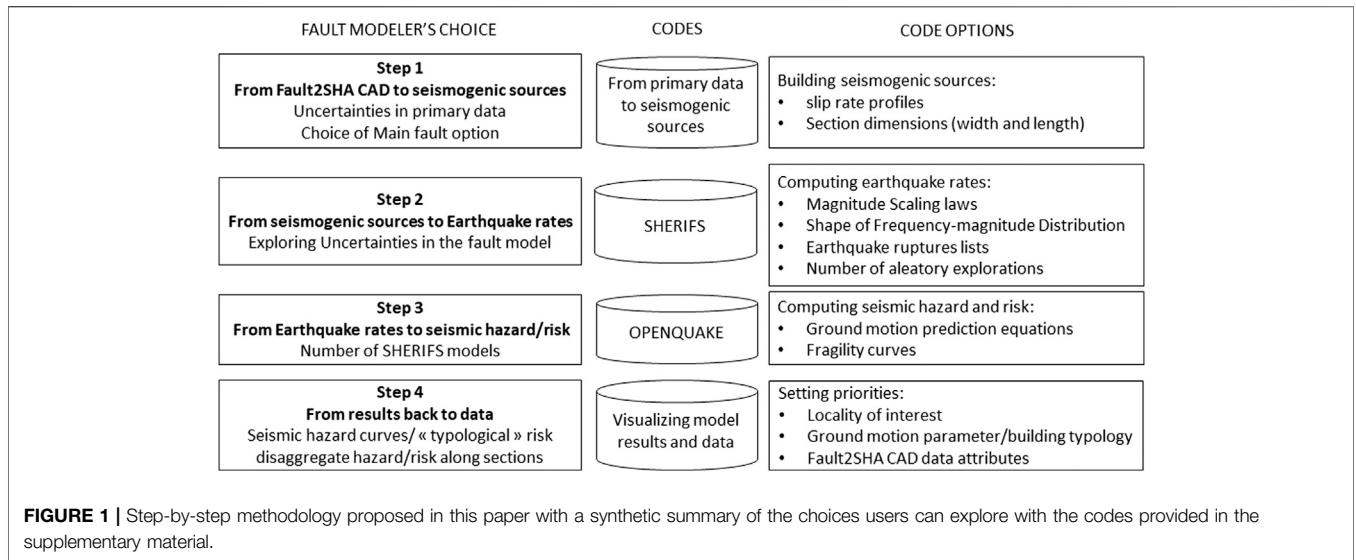 FAULT MODELER'S CHOICE
CODES
CODE OPTIONS
Step 1
From Fault2SHA CAD to seismogenic sources
Uncertainties in primary data
Choice of Main fault option
From primary data
to seismogenic
sources
Building seismogenic sources:
• slip rate profiles
• Section dimensions (width and length)
Step 2
From seismogenic sources to Earthquake rates
Exploring Uncertainties in the fault model
SHERIFS
Computing earthquake rates:
• Magnitude Scaling laws
• Shape of Frequency-magnitude Distribution
• Earthquake ruptures lists
• Number of aleatory explorations
Step 3
From Earthquake rates to seismic hazard/risk
Number of SHERIFS models
OPENQUAKE
Computing seismic hazard and risk:
• Ground motion prediction equations
• Fragility curves
Step 4
From results back to data
Seismic hazard curves/ « typological » risk
disaggregate hazard/risk along sections
Visualizing model
results and data
Setting priorities:
• Locality of interest
• Ground motion parameter/building typology
• Fault2SHA CAD data attributes
FIGURE 1 | Step-by-step methodology proposed in this paper with a synthetic summary of the choices users can explore with the codes provided in the
supplementary material.